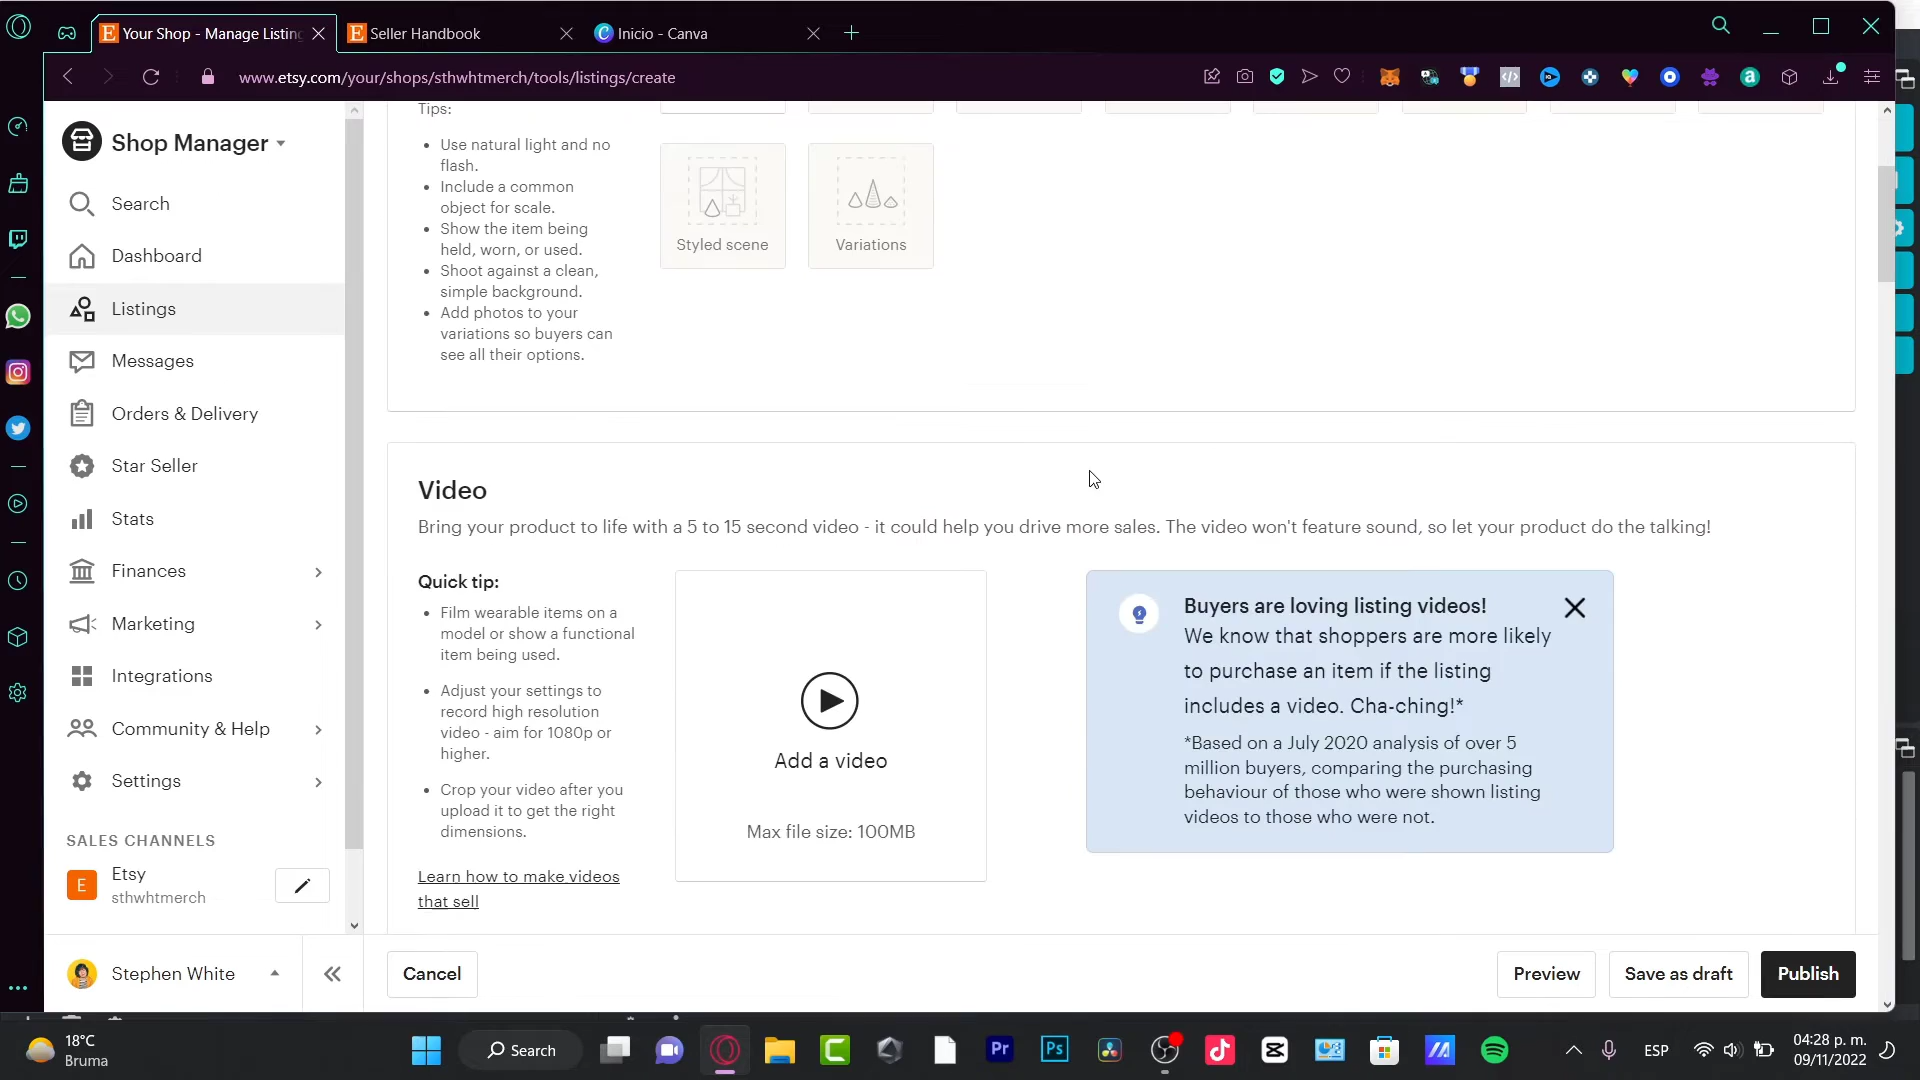 Your Shop - Manage Listin
Seller Handbook
Inicio - Canva
www.etsy.com/your/shops/sthwhtmerch/tools/listings/create
Shop Manager
Search
Dashboard
Listings
Messages
Orders & Delivery
Star Seller
Stats
Finances
Marketing
Integrations
Community & Help
Settings
SALES CHANNELS
E
Etsy
sthwhtmerch
Stephen White
Tips:
Use natural light and no
flash.
Include a common
object for scale.
Show the item being
held, worn, or used.
Shoot against a clean,
simple background.
Add photos to your
variations so buyers can
see all their options.
Styled scene
Variations
Video
Bring your product to life with a 5 to 15 second video - it could help you drive more sales. The video won't feature sound, so let your product do the talking!
Quick tip:
Film wearable items on a
model or show a functional
item being used.
Adjust your settings to
record high resolution
video - aim for 1080p or
higher.
Crop your video after you
upload it to get the right
dimensions.
Learn how to make videos
that sell
Add a video
Max file size: 100MB
Buyers are loving listing videos!
We know that shoppers are more likely
to purchase an item if the listing
includes a video. Cha-ching!*
*Based on a July 2020 analysis of over 5
million buyers, comparing the purchasing
behaviour of those who were shown listing
videos to those who were not.
Cancel
Preview
Save as draft
Publish
18°C
Bruma
Search
Pr
Ps
ESP
04:28 p. m.
09/11/2022